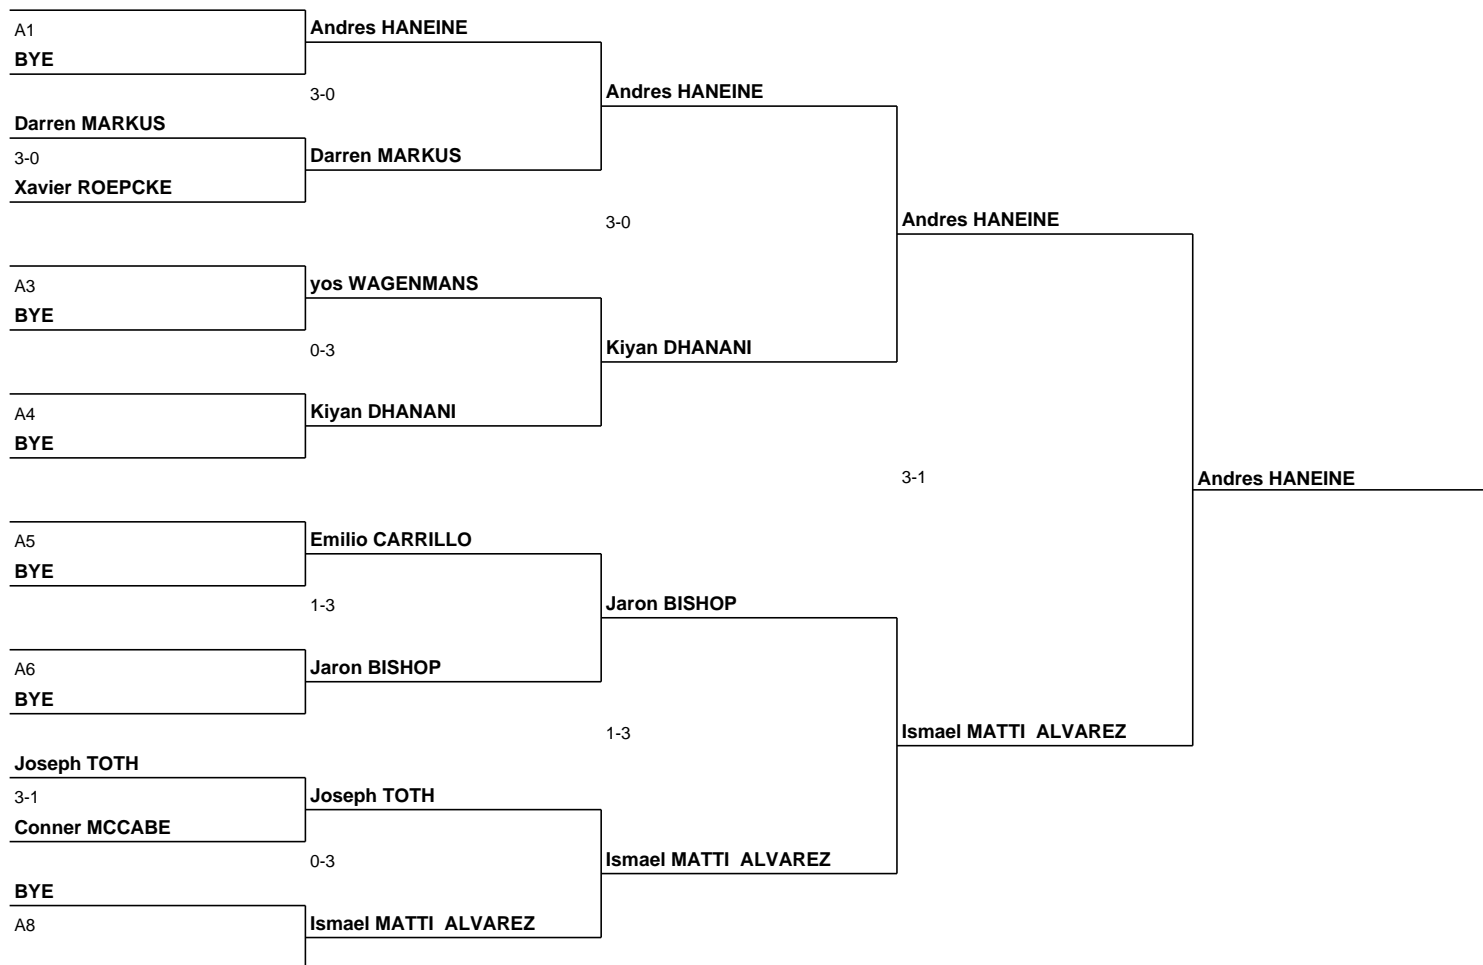 A1
BYE
Andres HANEINE
3-0
Darren MARKUS
3-0
Xavier ROEPCKE
Darren MARKUS
Andres HANEINE
3-0
A3
BYE
yos WAGENMANS
0-3
A4
BYE
Kiyan DHANANI
Kiyan DHANANI
Andres HANEINE
3-1
Andres HANEINE
A5
BYE
Emilio CARRILLO
1-3
A6
BYE
Jaron BISHOP
Jaron BISHOP
1-3
Joseph TOTH
3-1
Conner MCCABE
Joseph TOTH
0-3
BYE
A8
Ismael MATTI  ALVAREZ
Ismael MATTI  ALVAREZ
Ismael MATTI  ALVAREZ